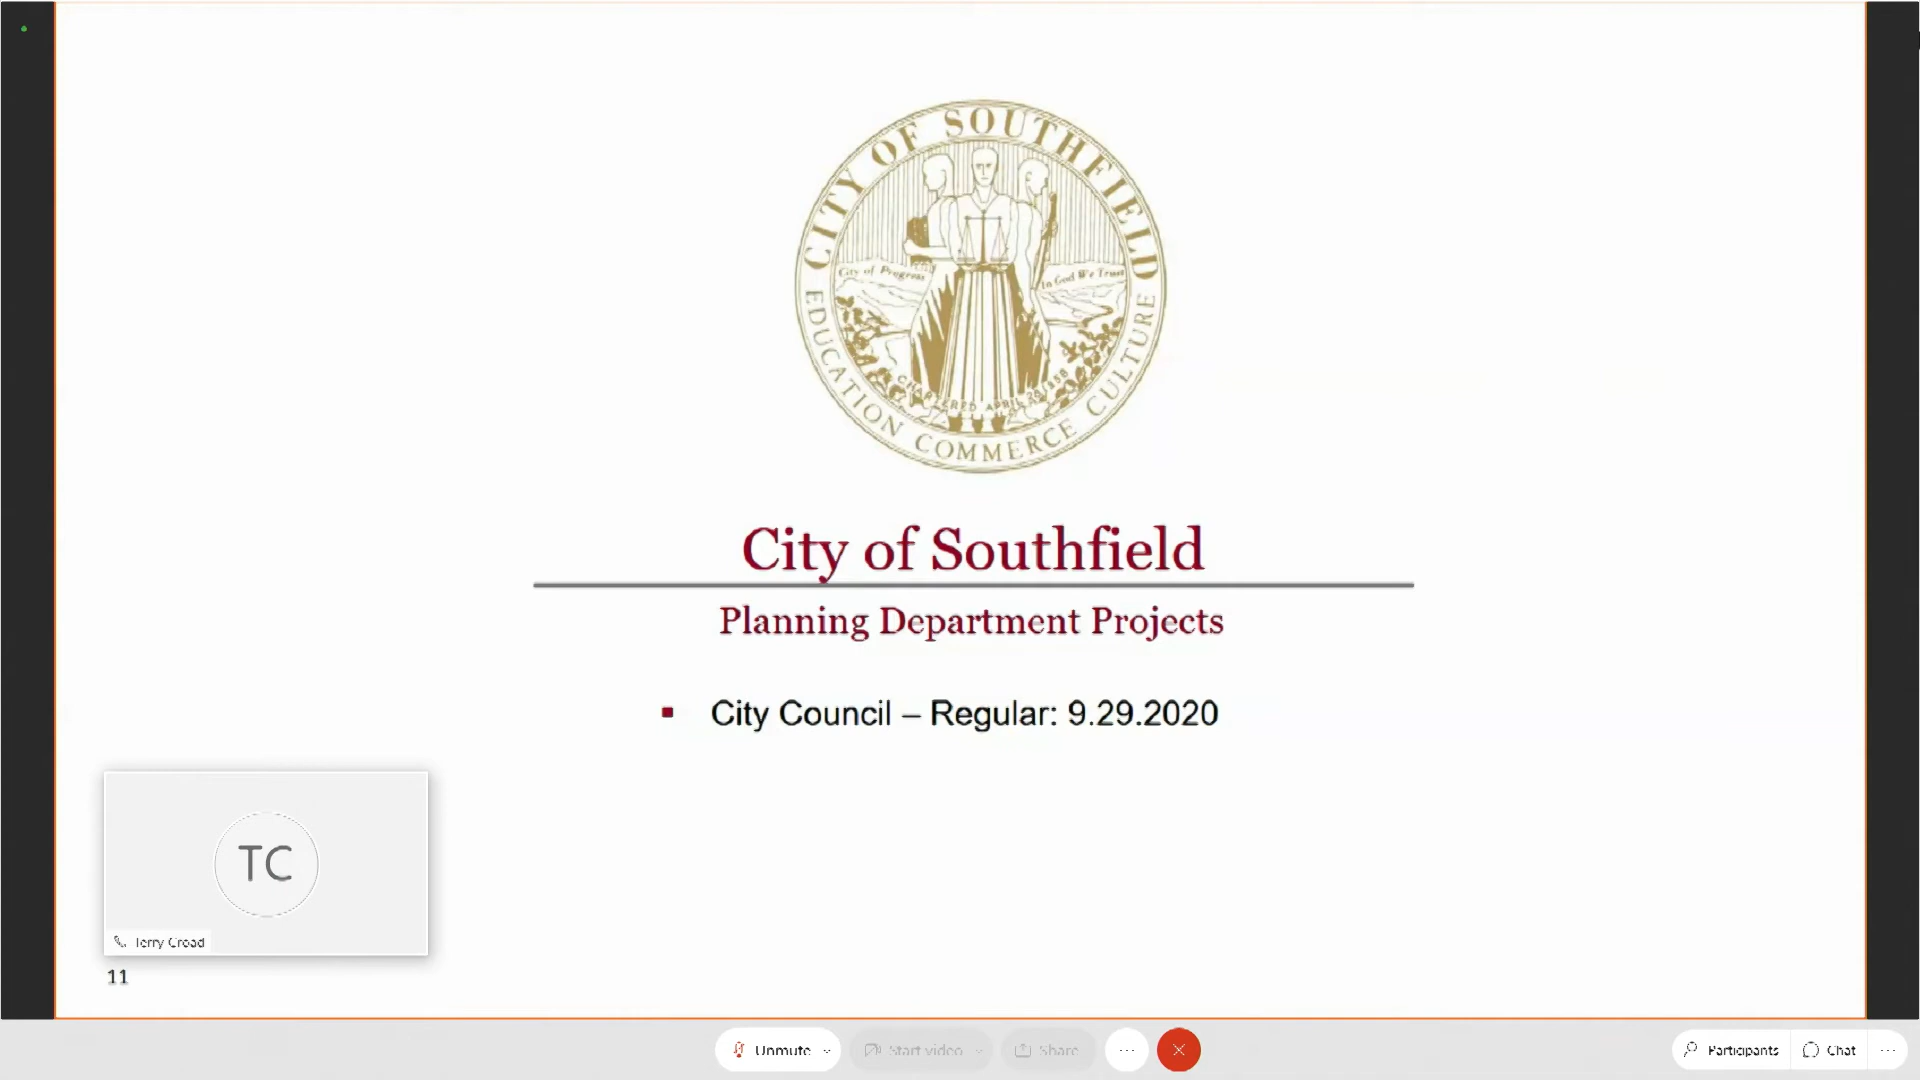 CITY OF SOUTHFIELD
City of Progress
In God We Trust
CHARTERED APRIL 28, 1958
EDUCATION COMMERCE CULTURE
City of Southfield
Planning Department Projects
▪ City Council – Regular: 9.29.2020
TC
Terry Croad
11
Unmute
Start video
Share
Participants
Chat